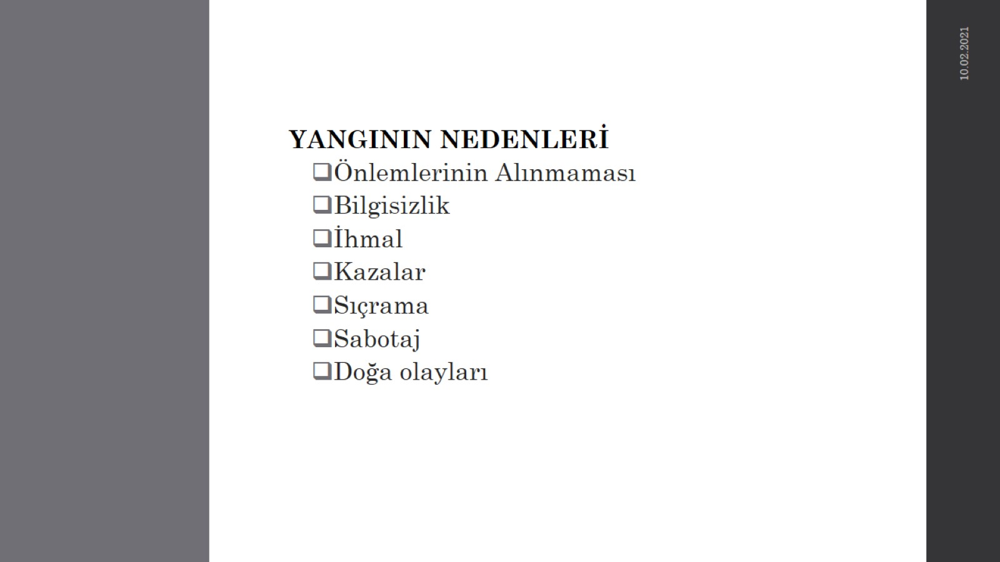 YANGININ NEDENLERİ
❑Önlemlerinin Alınmaması
❑Bilgisizlik
❑İhmal
❑Kazalar
❑Sıçrama
❑Sabotaj
❑Doğa olayları
10.02.2021